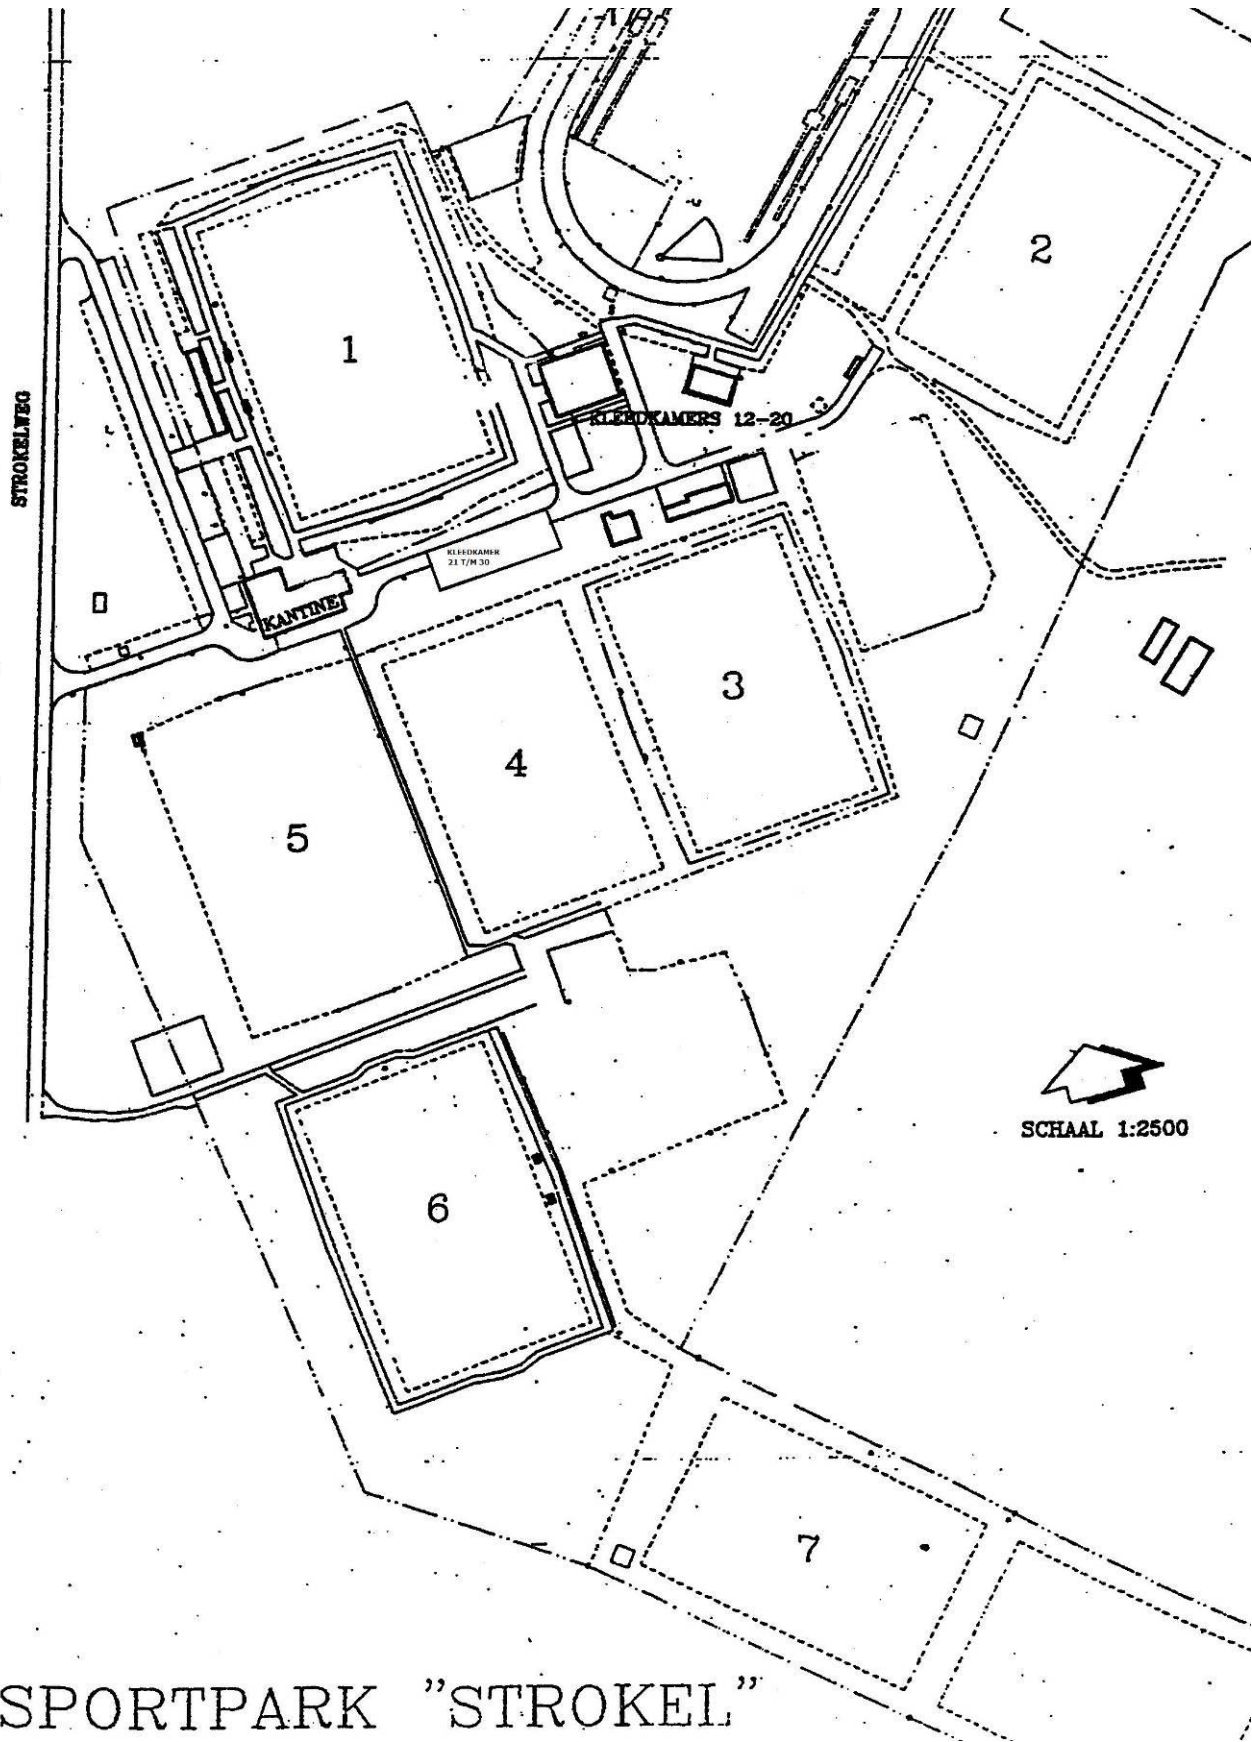 2
1
STROKELWEG
KLEEDKAMERS 12-20
KLEEDKAMER
21 T/M 30
KANTINE
3
4
5
SCHAAL 1:2500
6
7
SPORTPARK "STROKEL"